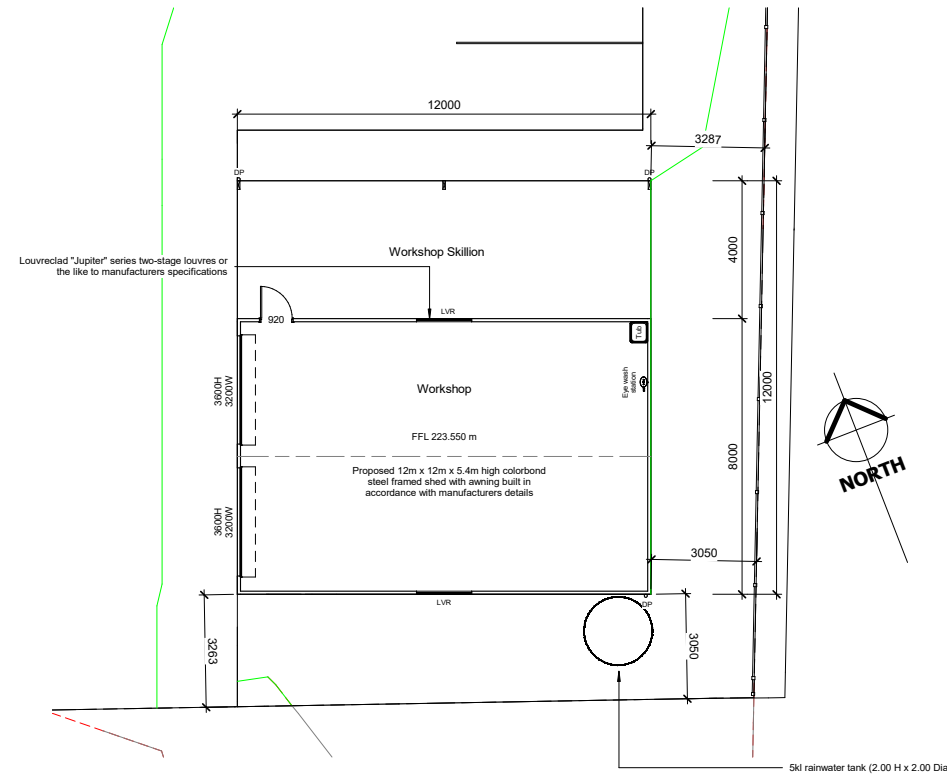 12000
3287
DP
DP
4000
Workshop Skillion
Louvreclad "Jupiter" series two-stage louvres or
the like to manufacturers specifications
LVR
920
Tub
Eye wash
station
3600H
3200W
Workshop
12000
FFL 223.550 m
8000
Proposed 12m x 12m x 5.4m high colorbond
steel framed shed with awning built in
accordance with manufacturers details
NORTH
3600H
3200W
3050
LVR
DP
3263
3050
5kl rainwater tank (2.00 H x 2.00 Dia